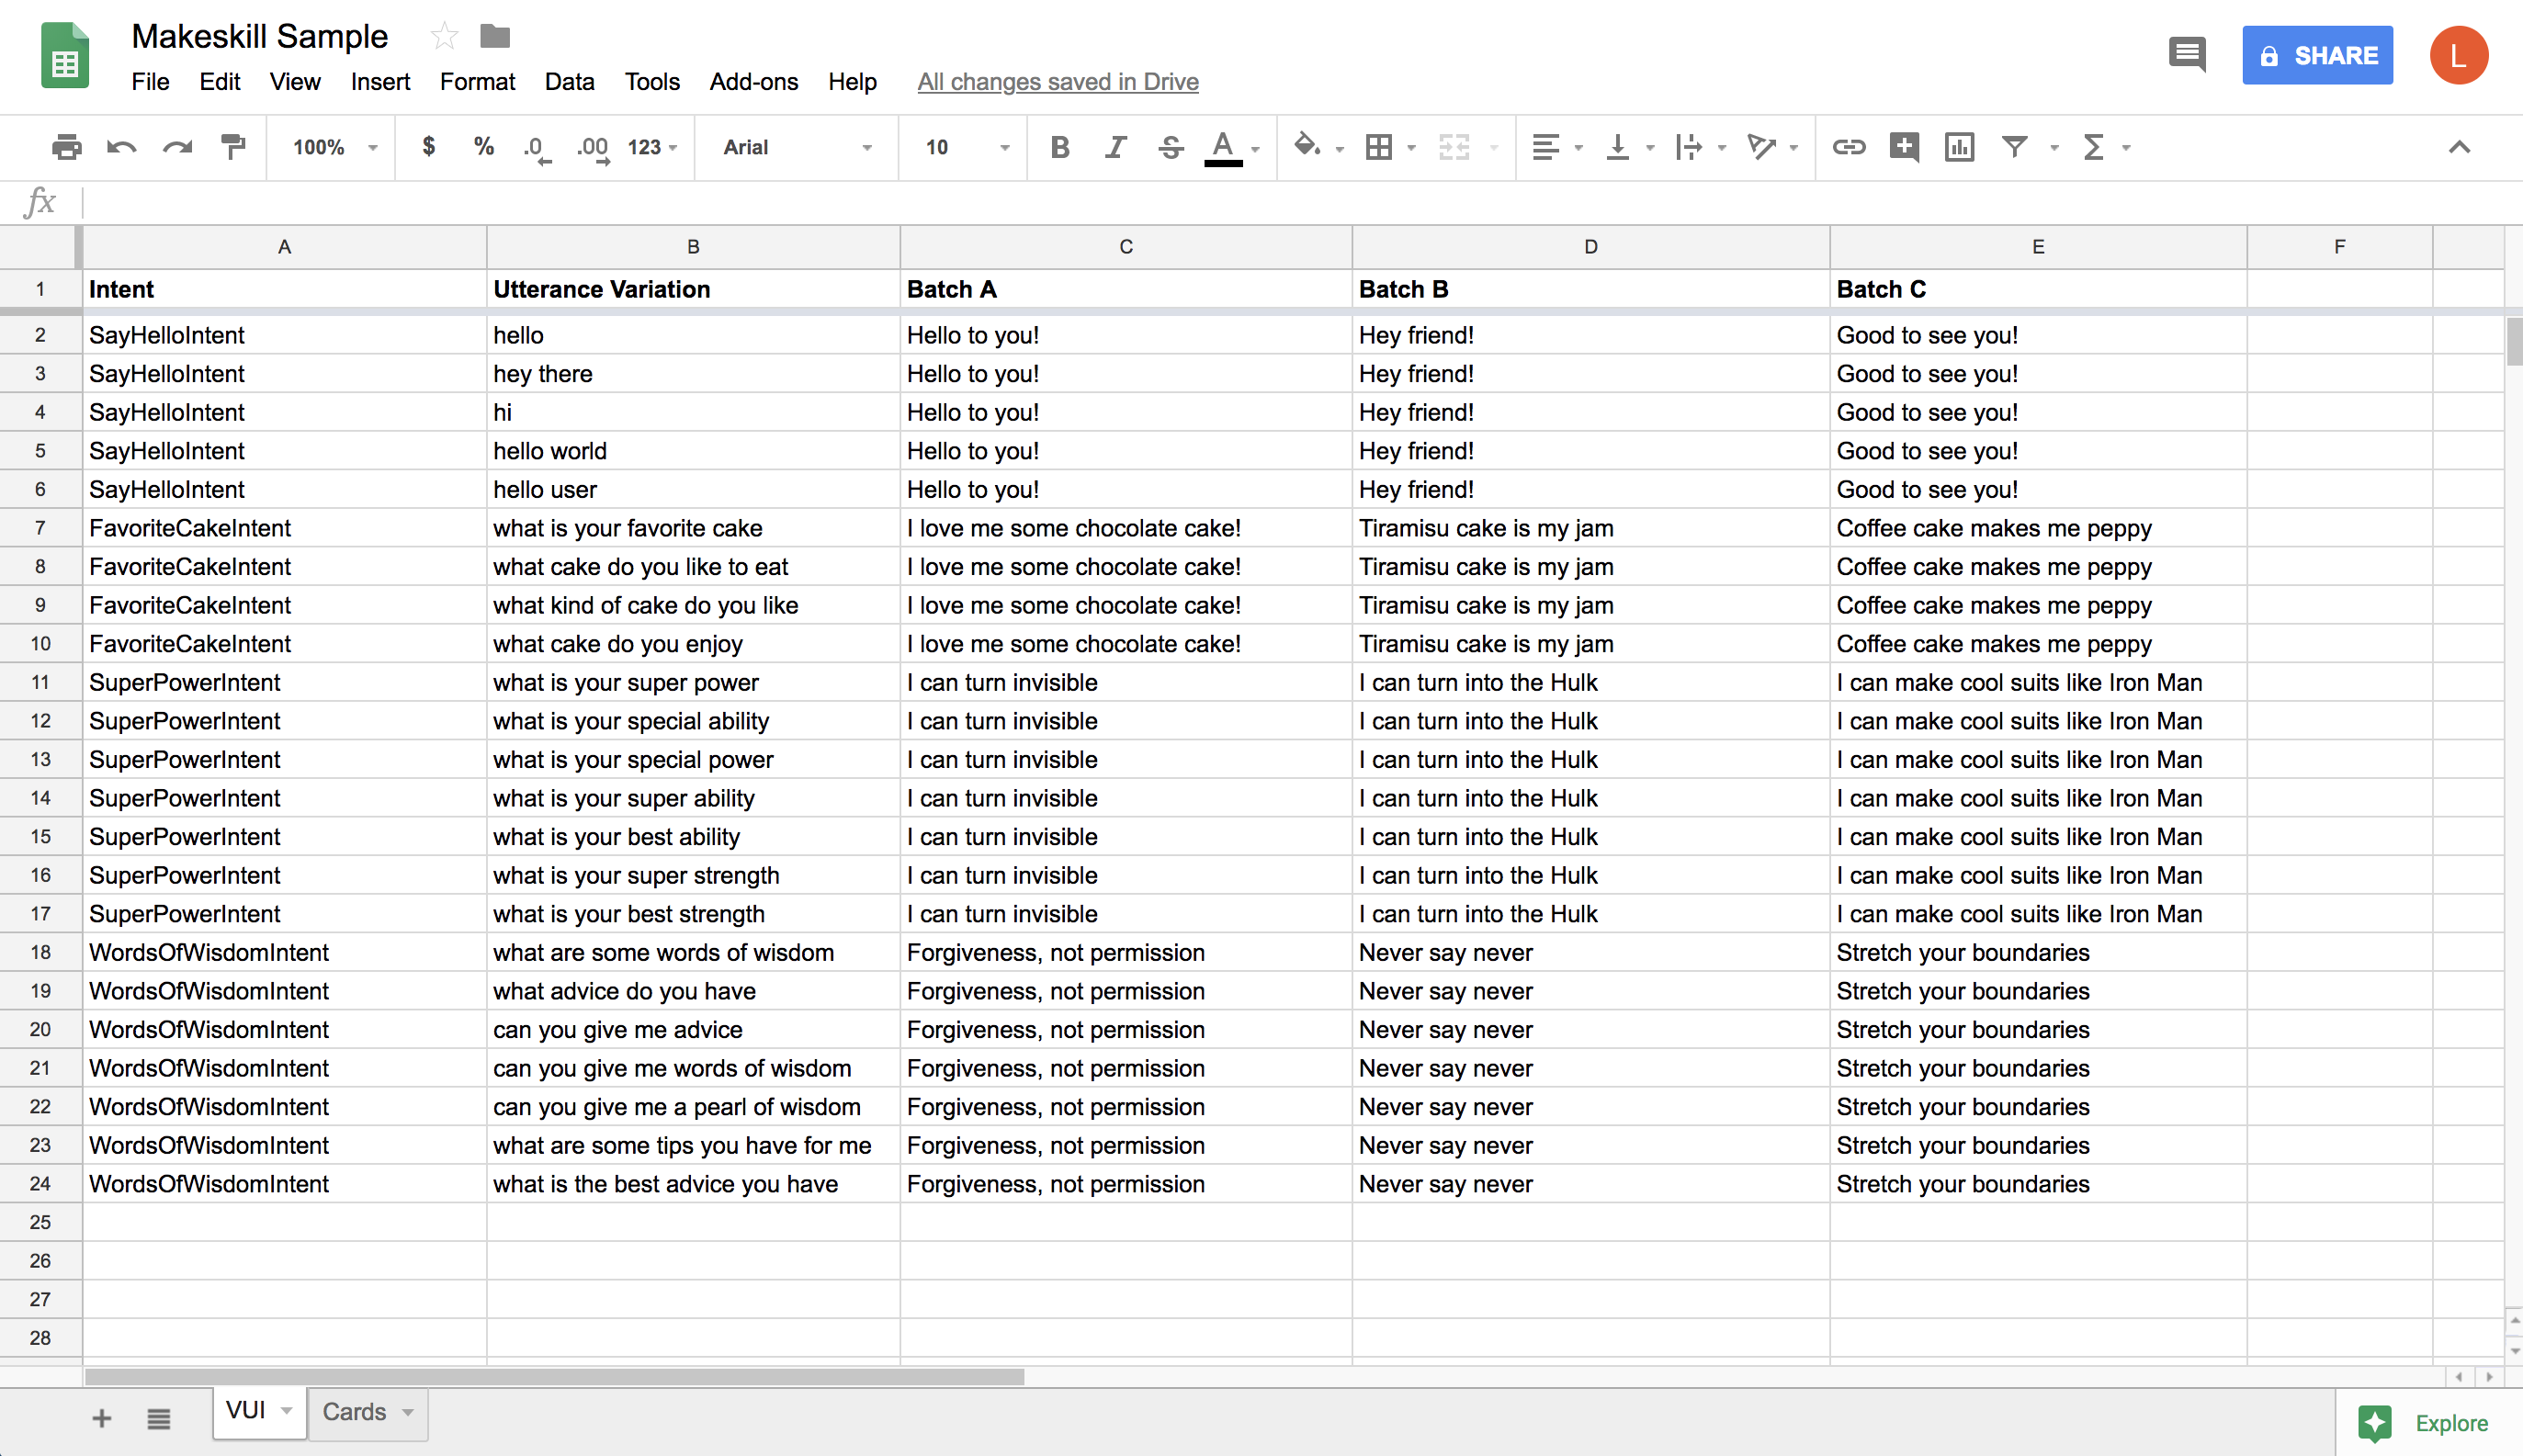 Makeskill Sample
File Edit View Insert Format Data Tools Add-ons Help All changes saved in Drive
SHARE
L
100% $ % .0 .00 123 Arial 10 B I S A
fx
A B C D E F
1 Intent Utterance Variation Batch A Batch B Batch C
2 SayHelloIntent hello Hello to you! Hey friend! Good to see you!
3 SayHelloIntent hey there Hello to you! Hey friend! Good to see you!
4 SayHelloIntent hi Hello to you! Hey friend! Good to see you!
5 SayHelloIntent hello world Hello to you! Hey friend! Good to see you!
6 SayHelloIntent hello user Hello to you! Hey friend! Good to see you!
7 FavoriteCakeIntent what is your favorite cake I love me some chocolate cake! Tiramisu cake is my jam Coffee cake makes me peppy
8 FavoriteCakeIntent what cake do you like to eat I love me some chocolate cake! Tiramisu cake is my jam Coffee cake makes me peppy
9 FavoriteCakeIntent what kind of cake do you like I love me some chocolate cake! Tiramisu cake is my jam Coffee cake makes me peppy
10 FavoriteCakeIntent what cake do you enjoy I love me some chocolate cake! Tiramisu cake is my jam Coffee cake makes me peppy
11 SuperPowerIntent what is your super power I can turn invisible I can turn into the Hulk I can make cool suits like Iron Man
12 SuperPowerIntent what is your special ability I can turn invisible I can turn into the Hulk I can make cool suits like Iron Man
13 SuperPowerIntent what is your special power I can turn invisible I can turn into the Hulk I can make cool suits like Iron Man
14 SuperPowerIntent what is your super ability I can turn invisible I can turn into the Hulk I can make cool suits like Iron Man
15 SuperPowerIntent what is your best ability I can turn invisible I can turn into the Hulk I can make cool suits like Iron Man
16 SuperPowerIntent what is your super strength I can turn invisible I can turn into the Hulk I can make cool suits like Iron Man
17 SuperPowerIntent what is your best strength I can turn invisible I can turn into the Hulk I can make cool suits like Iron Man
18 WordsOfWisdomIntent what are some words of wisdom Forgiveness, not permission Never say never Stretch your boundaries
19 WordsOfWisdomIntent what advice do you have Forgiveness, not permission Never say never Stretch your boundaries
20 WordsOfWisdomIntent can you give me advice Forgiveness, not permission Never say never Stretch your boundaries
21 WordsOfWisdomIntent can you give me words of wisdom Forgiveness, not permission Never say never Stretch your boundaries
22 WordsOfWisdomIntent can you give me a pearl of wisdom Forgiveness, not permission Never say never Stretch your boundaries
23 WordsOfWisdomIntent what are some tips you have for me Forgiveness, not permission Never say never Stretch your boundaries
24 WordsOfWisdomIntent what is the best advice you have Forgiveness, not permission Never say never Stretch your boundaries
25
26
27
28
VUI Cards Explore